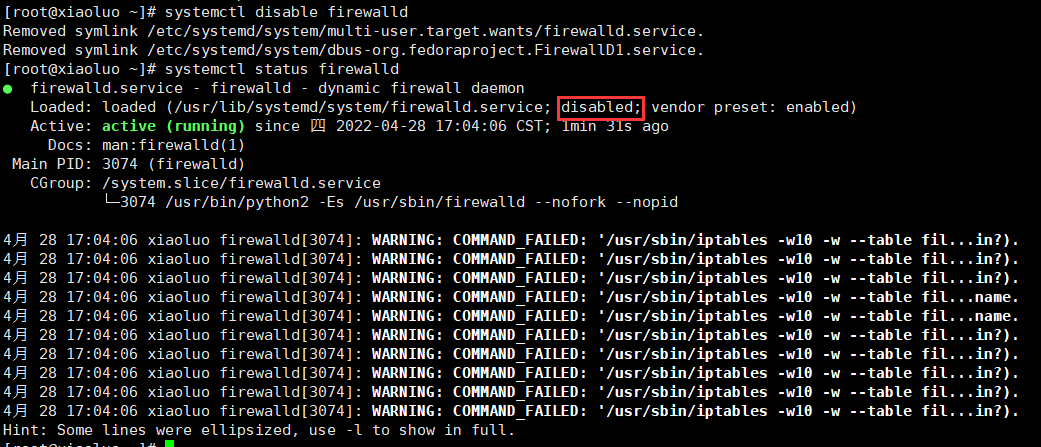 [root@xiaoluo ~]# systemctl disable firewalld
Removed symlink /etc/systemd/system/multi-user.target.wants/firewalld.service.
Removed symlink /etc/systemd/system/dbus-org.fedoraproject.FirewallD1.service.
[root@xiaoluo ~]# systemctl status firewalld
● firewalld.service - firewalld - dynamic firewall daemon
Loaded: loaded (/usr/lib/systemd/system/firewalld.service; disabled; vendor preset: enabled)
Active: active (running) since 四 2022-04-28 17:04:06 CST; 1min 31s ago
Docs: man:firewalld(1)
Main PID: 3074 (firewalld)
CGroup: /system.slice/firewalld.service
└─3074 /usr/bin/python2 -Es /usr/sbin/firewalld --nofork --nopid
4月 28 17:04:06 xiaoluo firewalld[3074]: WARNING: COMMAND_FAILED: '/usr/sbin/iptables -w10 -w --table fil...in?).
4月 28 17:04:06 xiaoluo firewalld[3074]: WARNING: COMMAND_FAILED: '/usr/sbin/iptables -w10 -w --table fil...in?).
4月 28 17:04:06 xiaoluo firewalld[3074]: WARNING: COMMAND_FAILED: '/usr/sbin/iptables -w10 -w --table fil...in?).
4月 28 17:04:06 xiaoluo firewalld[3074]: WARNING: COMMAND_FAILED: '/usr/sbin/iptables -w10 -w --table fil...name.
4月 28 17:04:06 xiaoluo firewalld[3074]: WARNING: COMMAND_FAILED: '/usr/sbin/iptables -w10 -w --table fil...name.
4月 28 17:04:06 xiaoluo firewalld[3074]: WARNING: COMMAND_FAILED: '/usr/sbin/iptables -w10 -w --table fil...in?).
4月 28 17:04:06 xiaoluo firewalld[3074]: WARNING: COMMAND_FAILED: '/usr/sbin/iptables -w10 -w --table fil...in?).
4月 28 17:04:06 xiaoluo firewalld[3074]: WARNING: COMMAND_FAILED: '/usr/sbin/iptables -w10 -w --table fil...in?).
4月 28 17:04:06 xiaoluo firewalld[3074]: WARNING: COMMAND_FAILED: '/usr/sbin/iptables -w10 -w --table fil...in?).
4月 28 17:04:06 xiaoluo firewalld[3074]: WARNING: COMMAND_FAILED: '/usr/sbin/iptables -w10 -w --table fil...in?).
Hint: Some lines were ellipsized, use -l to show in full.
[root@xiaoluo ~]#